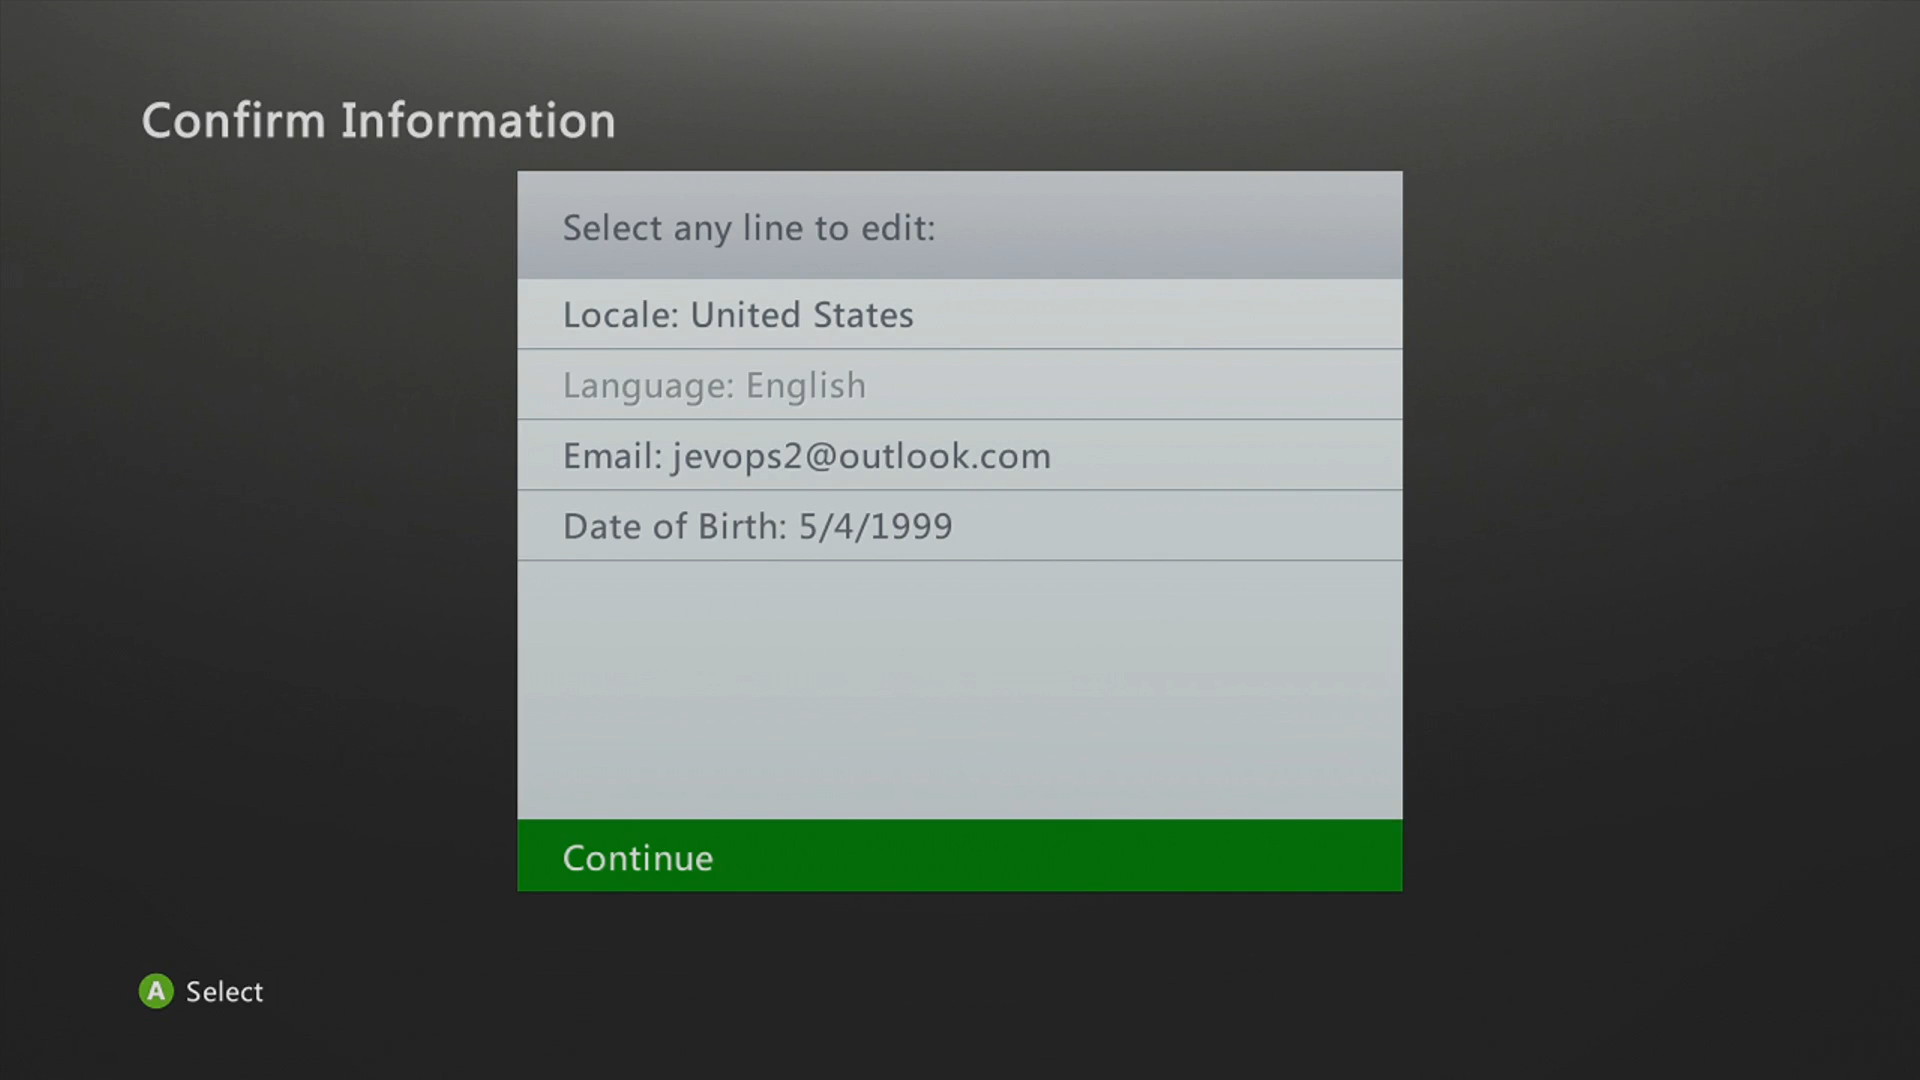 Confirm Information
Select any line to edit:
Locale: United States
Language: English
Email: jevops2@outlook.com
Date of Birth: 5/4/1999
Continue
A Select